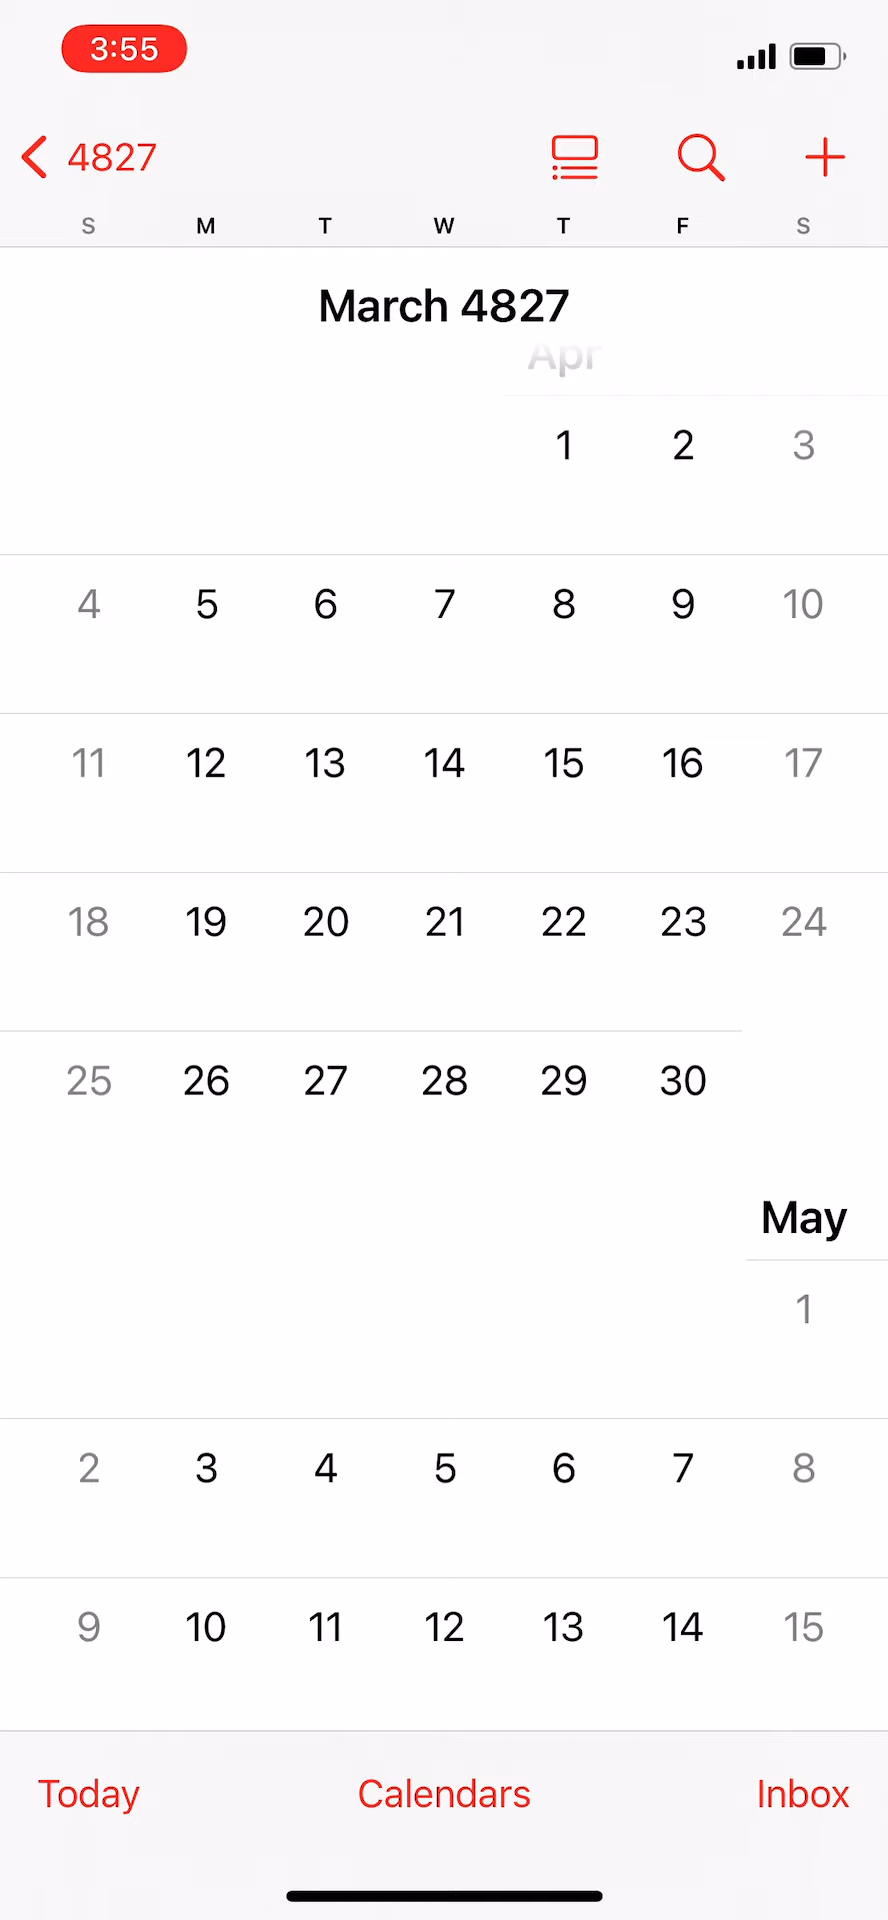 3:55
4827
S M T W T F S
March 4827
Apr
1 2 3
4 5 6 7 8 9 10
11 12 13 14 15 16 17
18 19 20 21 22 23 24
25 26 27 28 29 30
May
1
2 3 4 5 6 7 8
9 10 11 12 13 14 15
Today Calendars Inbox